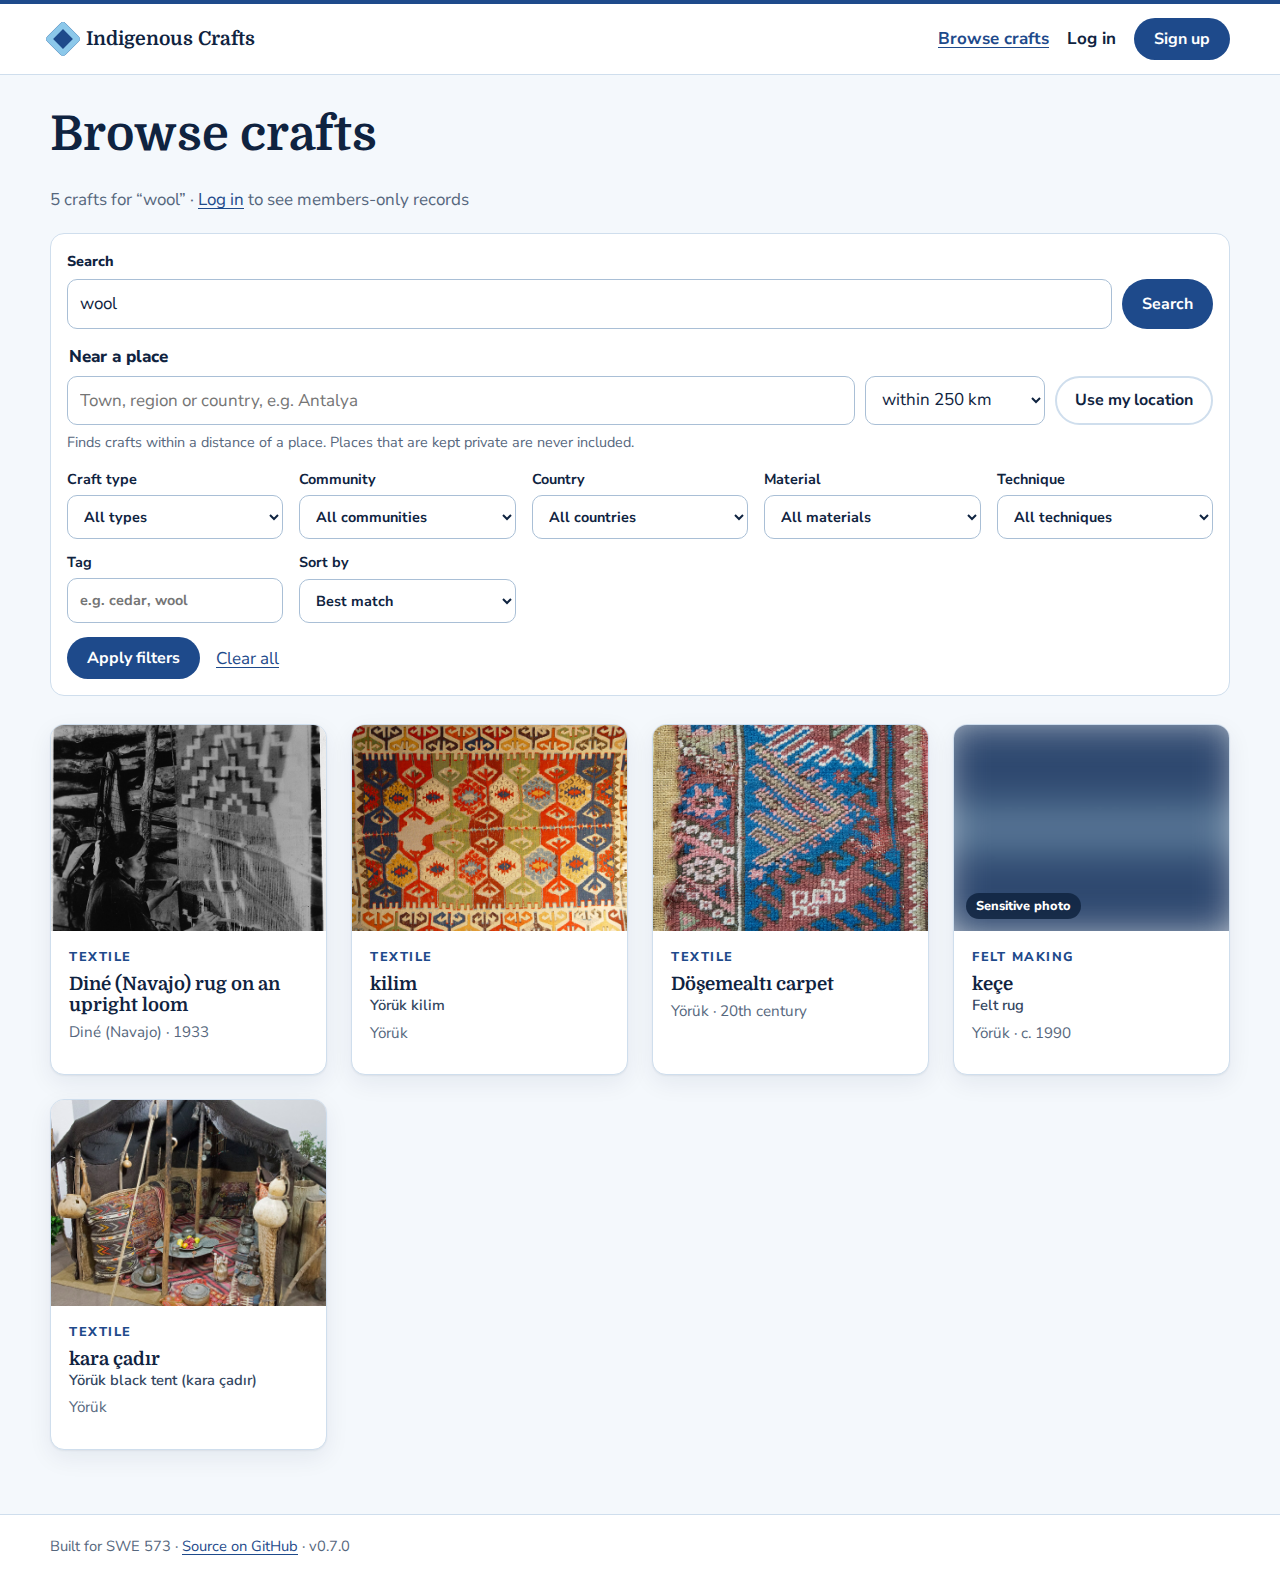 Indigenous Crafts
Browse crafts
Log in
Sign up
Browse crafts
5 crafts for “wool” · Log in to see members-only records
Search
wool
Search
Near a place
Town, region or country, e.g. Antalya
within 250 km
Use my location
Finds crafts within a distance of a place. Places that are kept private are never included.
Craft type
Community
Country
Material
Technique
All types
All communities
All countries
All materials
All techniques
Tag
Sort by
e.g. cedar, wool
Best match
Apply filters
Clear all
TEXTILE
Diné (Navajo) rug on an
upright loom
Diné (Navajo) · 1933
TEXTILE
kilim
Yörük kilim
Yörük
TEXTILE
Döşemealtı carpet
Yörük · 20th century
Sensitive photo
FELT MAKING
keçe
Felt rug
Yörük · c. 1990
TEXTILE
kara çadır
Yörük black tent (kara çadır)
Yörük
Built for SWE 573 · Source on GitHub · v0.7.0